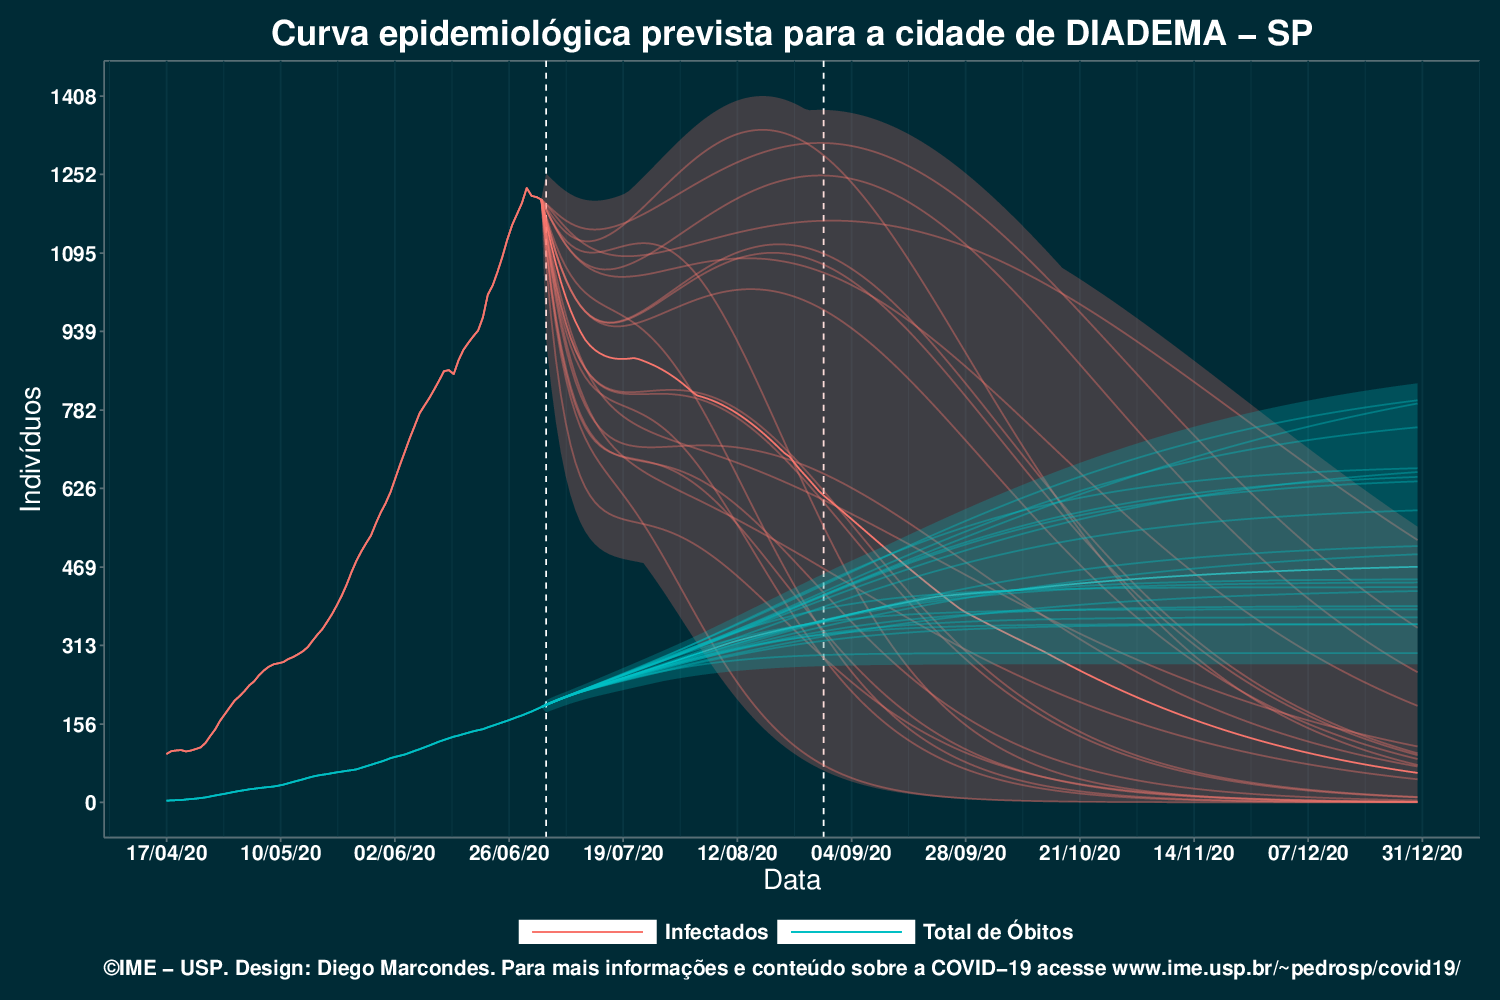 Curva epidemiológica prevista para a cidade de DIADEMA – SP
1408
1252
1095
939
782
626
469
313
156
0
Indivíduos
17/04/20 10/05/20 02/06/20 26/06/20 19/07/20 12/08/20 04/09/20 28/09/20 21/10/20 14/11/20 07/12/20 31/12/20
Data
Infectados Total de Óbitos
©IME – USP. Design: Diego Marcondes. Para mais informações e conteúdo sobre a COVID–19 acesse www.ime.usp.br/~pedrosp/covid19/